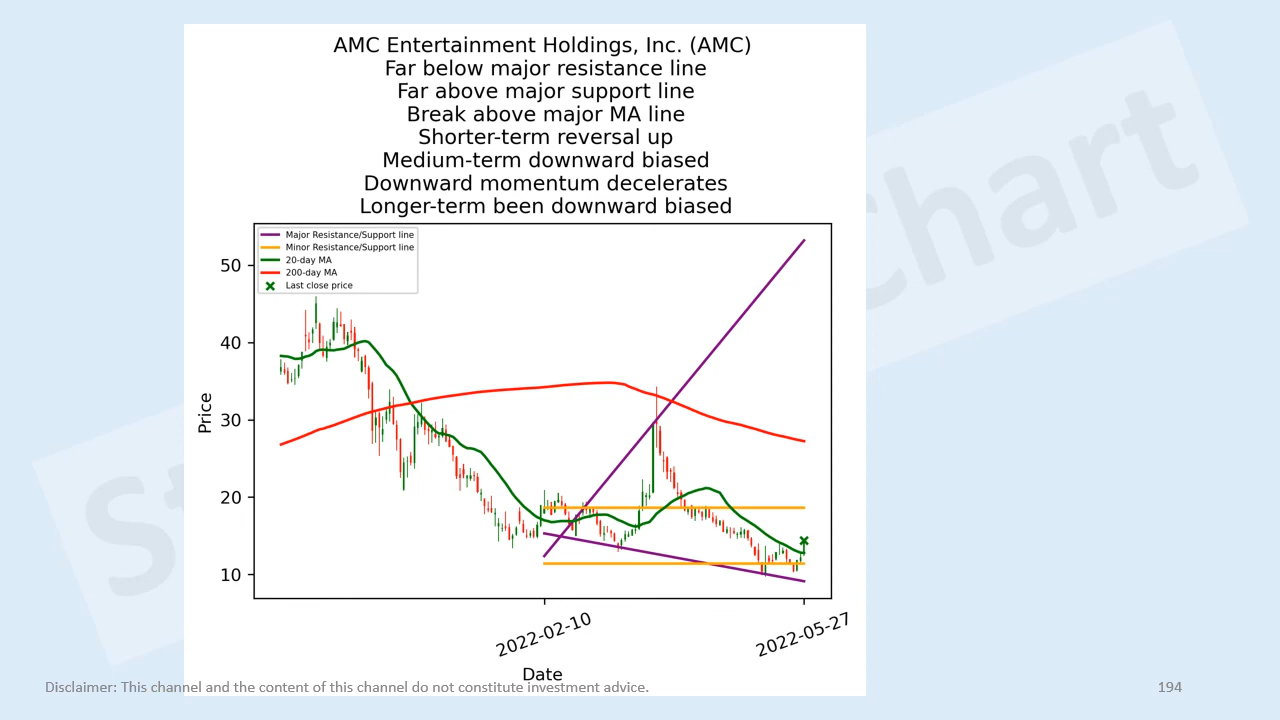 AMC Entertainment Holdings, Inc. (AMC)
Far below major resistance line
Far above major support line
Break above major MA line
Shorter-term reversal up
Medium-term downward biased
Downward momentum decelerates
Longer-term been downward biased
Major Resistance/Support line
Minor Resistance/Support line
20-day MA
200-day MA
Last close price
50
40
30
20
10
Price
2022-02-10
2022-05-27
Date
Disclaimer: This channel and the content of this channel do not constitute investment advice.
194
chart
St